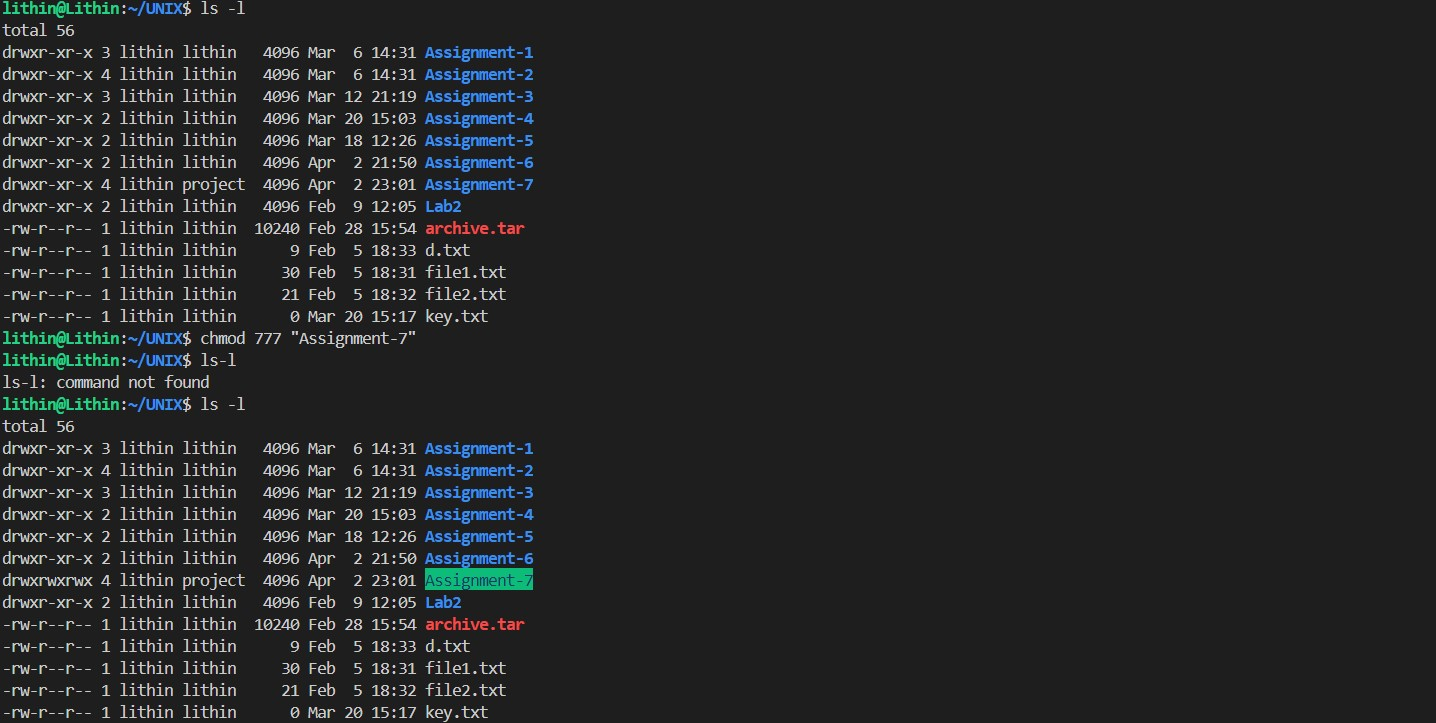 lithin@Lithin:~/UNIX$ ls -l
total 56
drwxr-xr-x 3 lithin lithin   4096 Mar  6 14:31 Assignment-1
drwxr-xr-x 4 lithin lithin   4096 Mar  6 14:31 Assignment-2
drwxr-xr-x 3 lithin lithin   4096 Mar 12 21:19 Assignment-3
drwxr-xr-x 2 lithin lithin   4096 Mar 20 15:03 Assignment-4
drwxr-xr-x 2 lithin lithin   4096 Mar 18 12:26 Assignment-5
drwxr-xr-x 2 lithin lithin   4096 Apr  2 21:50 Assignment-6
drwxr-xr-x 4 lithin project  4096 Apr  2 23:01 Assignment-7
drwxr-xr-x 2 lithin lithin   4096 Feb  9 12:05 Lab2
-rw-r--r-- 1 lithin lithin  10240 Feb 28 15:54 archive.tar
-rw-r--r-- 1 lithin lithin      9 Feb  5 18:33 d.txt
-rw-r--r-- 1 lithin lithin     30 Feb  5 18:31 file1.txt
-rw-r--r-- 1 lithin lithin     21 Feb  5 18:32 file2.txt
-rw-r--r-- 1 lithin lithin      0 Mar 20 15:17 key.txt
lithin@Lithin:~/UNIX$ chmod 777 "Assignment-7"
lithin@Lithin:~/UNIX$ ls-l
ls-l: command not found
lithin@Lithin:~/UNIX$ ls -l
total 56
drwxr-xr-x 3 lithin lithin   4096 Mar  6 14:31 Assignment-1
drwxr-xr-x 4 lithin lithin   4096 Mar  6 14:31 Assignment-2
drwxr-xr-x 3 lithin lithin   4096 Mar 12 21:19 Assignment-3
drwxr-xr-x 2 lithin lithin   4096 Mar 20 15:03 Assignment-4
drwxr-xr-x 2 lithin lithin   4096 Mar 18 12:26 Assignment-5
drwxr-xr-x 2 lithin lithin   4096 Apr  2 21:50 Assignment-6
drwxrwxrwx 4 lithin project  4096 Apr  2 23:01 Assignment-7
drwxr-xr-x 2 lithin lithin   4096 Feb  9 12:05 Lab2
-rw-r--r-- 1 lithin lithin  10240 Feb 28 15:54 archive.tar
-rw-r--r-- 1 lithin lithin      9 Feb  5 18:33 d.txt
-rw-r--r-- 1 lithin lithin     30 Feb  5 18:31 file1.txt
-rw-r--r-- 1 lithin lithin     21 Feb  5 18:32 file2.txt
-rw-r--r-- 1 lithin lithin      0 Mar 20 15:17 key.txt